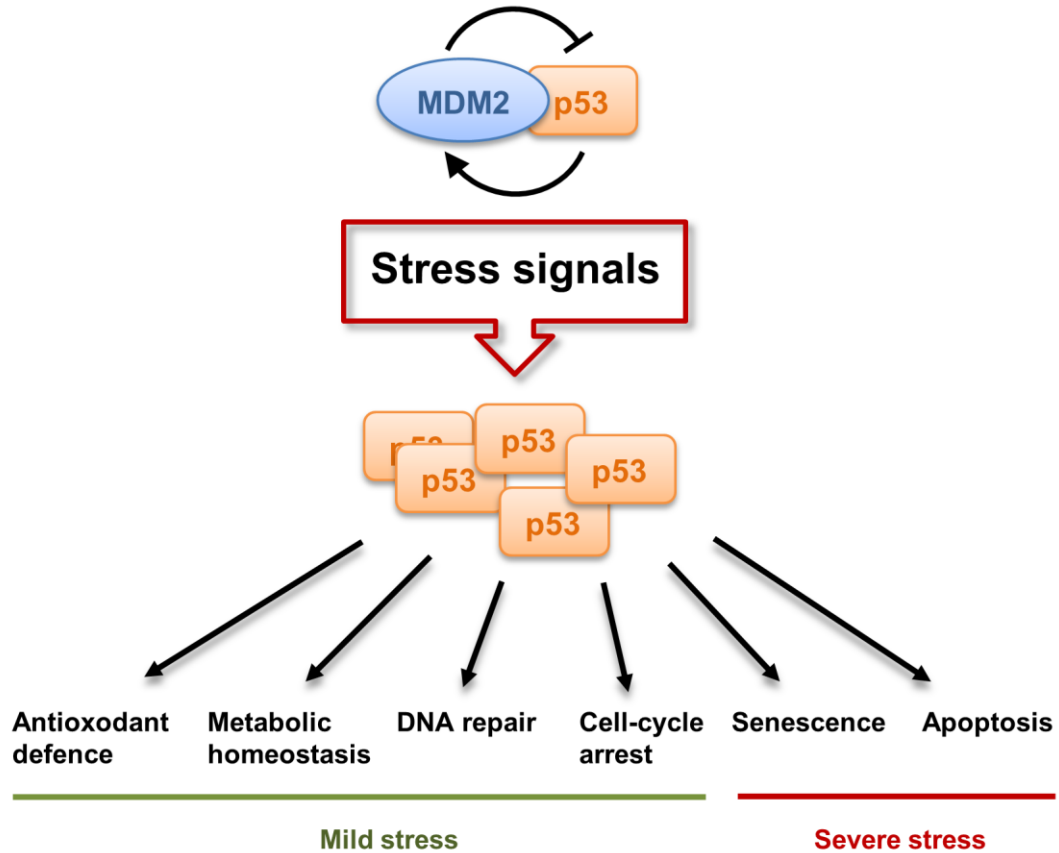 MDM2
p53
Stress signals
p53
p53
p53
p53
p53
Antioxodant
defence
Metabolic
homeostasis
DNA repair
Cell-cycle
arrest
Senescence
Apoptosis
Mild stress
Severe stress